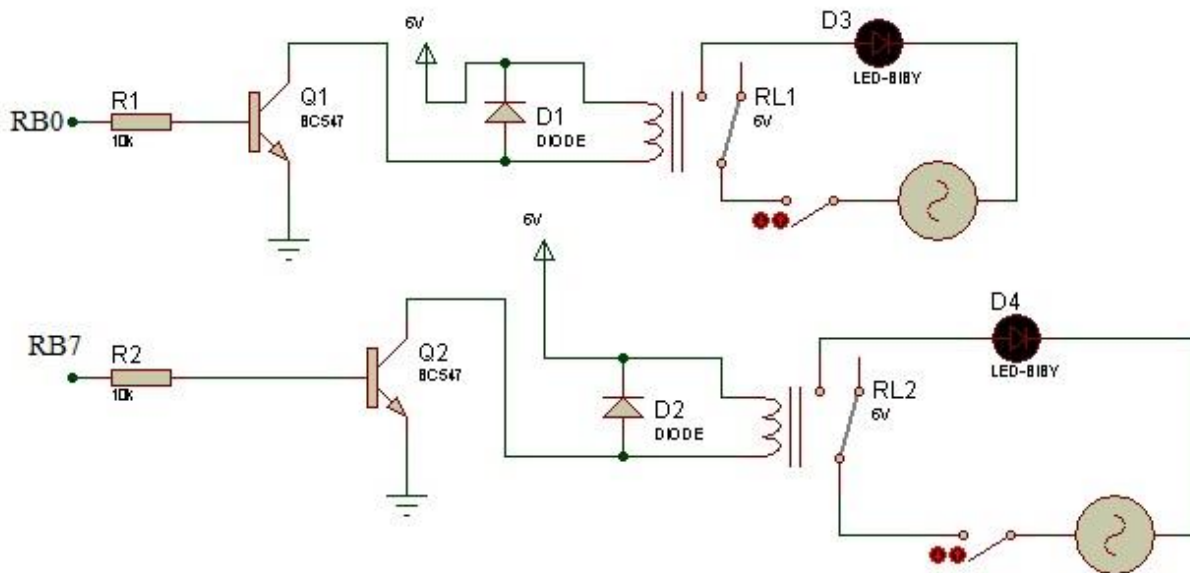 6V
D3
LED-BIBY
R1
Q1
RB0
10k
BC547
D1
DIODE
RL1
6V
6V
D4
LED-BIBY
RB7
R2
Q2
10k
BC547
D2
DIODE
RL2
6V